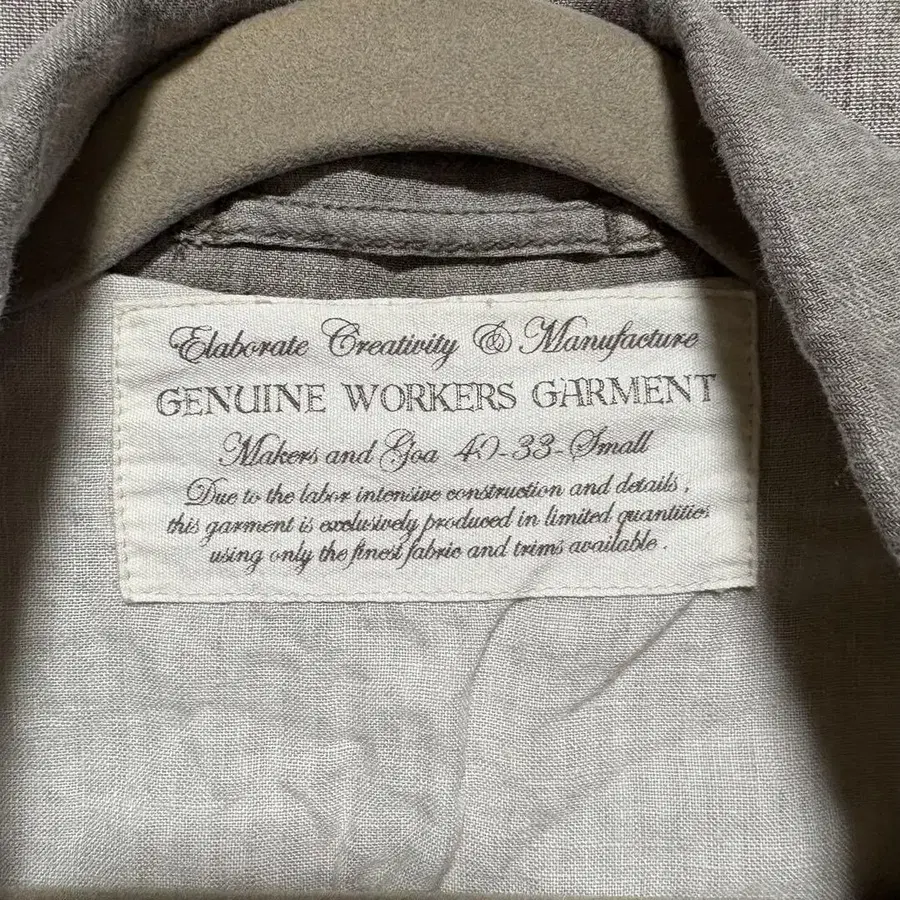 Elaborate Creativity & Manufacture
GENUINE WORKERS GARMENT
Makers and Goa 40-33-Small
Due to the labor intensive construction and details,
this garment is exclusively produced in limited quantities
using only the finest fabric and trims available.